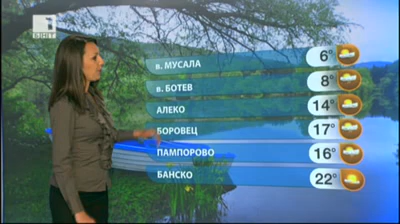 1
БНТ
в. МУСАЛА 6°
в. БОТЕВ 8°
АЛЕКО 14°
БОРОВЕЦ 17°
ПАМПОРОВО 16°
БАНСКО 22°